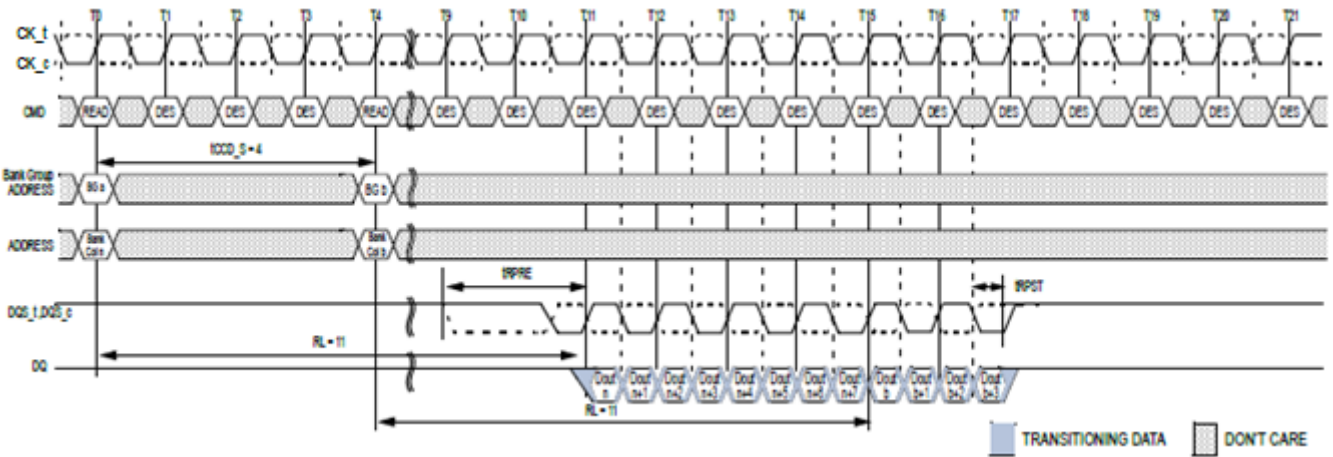 T0 T1 T2 T3 T4 T9 T10 T11 T12 T13 T14 T15 T16 T17 T18 T19 T20 T21
CK_t
CK_c
CMD READ DES DES DES READ DES DES DES DES DES DES DES DES DES DES DES DES DES
tCCD_S = 4
Bank Group
ADDRESS BG a BG b
ADDRESS Bank Bank
Col n Col b
tRPRE tRPST
DQS_t,DQS_c
RL = 11
DQ Dout Dout Dout Dout Dout Dout Dout Dout Dout Dout Dout Dout
n n+1 n+2 n+3 n+4 n+5 n+6 n+7 b b+1 b+2 b+3
RL = 11
TRANSITIONING DATA DON'T CARE